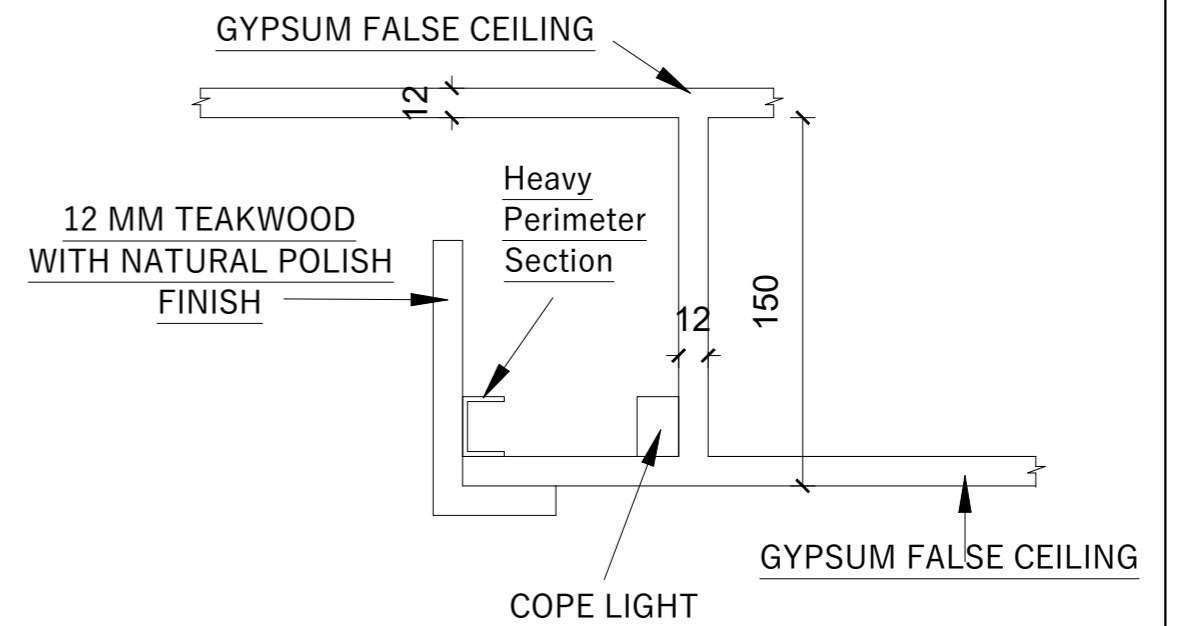 GYPSUM FALSE CEILING
12
Heavy
Perimeter
Section
12 MM TEAKWOOD
WITH NATURAL POLISH
FINISH
12
150
GYPSUM FALSE CEILING
COPE LIGHT